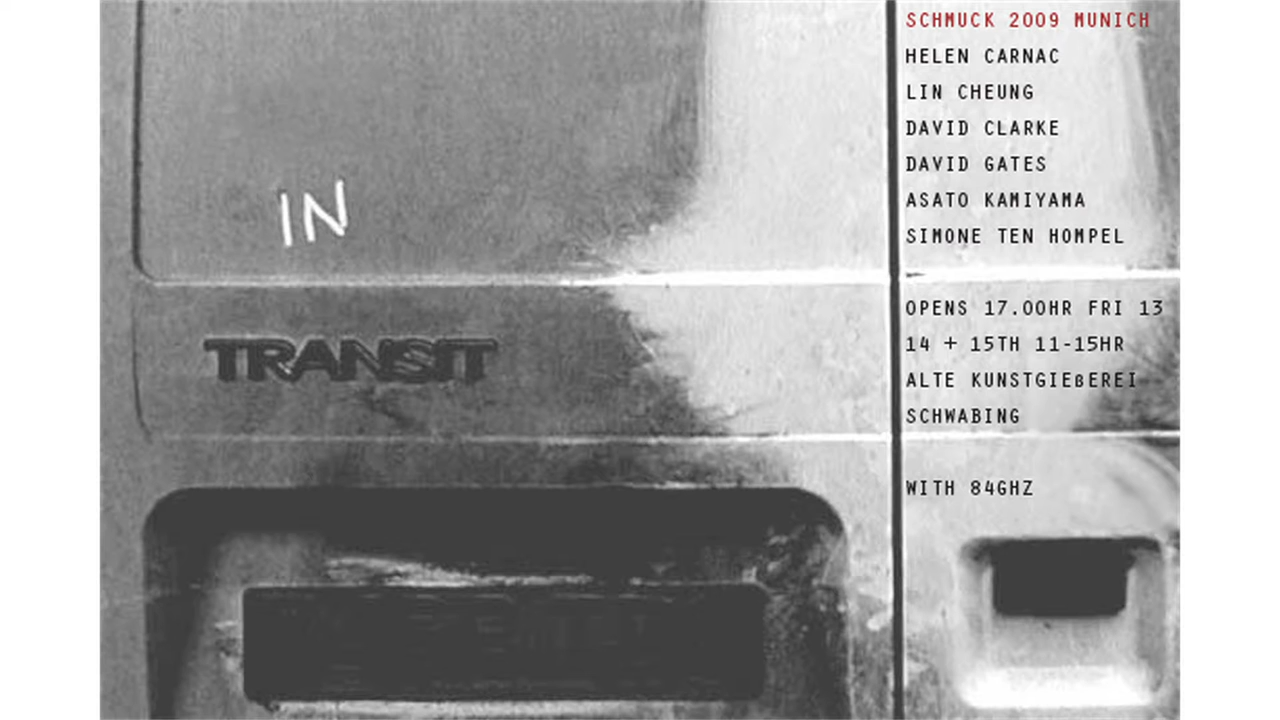 IN
TRANSIT
SCHMUCK 2009 MUNICH
HELEN CARNAC
LIN CHEUNG
DAVID CLARKE
DAVID GATES
ASATO KAMIYAMA
SIMONE TEN HOMPEL
OPENS 17.00HR FRI 13
14 + 15TH 11-15HR
ALTE KUNSTGIEßEREI
SCHWABING
WITH 84GHZ